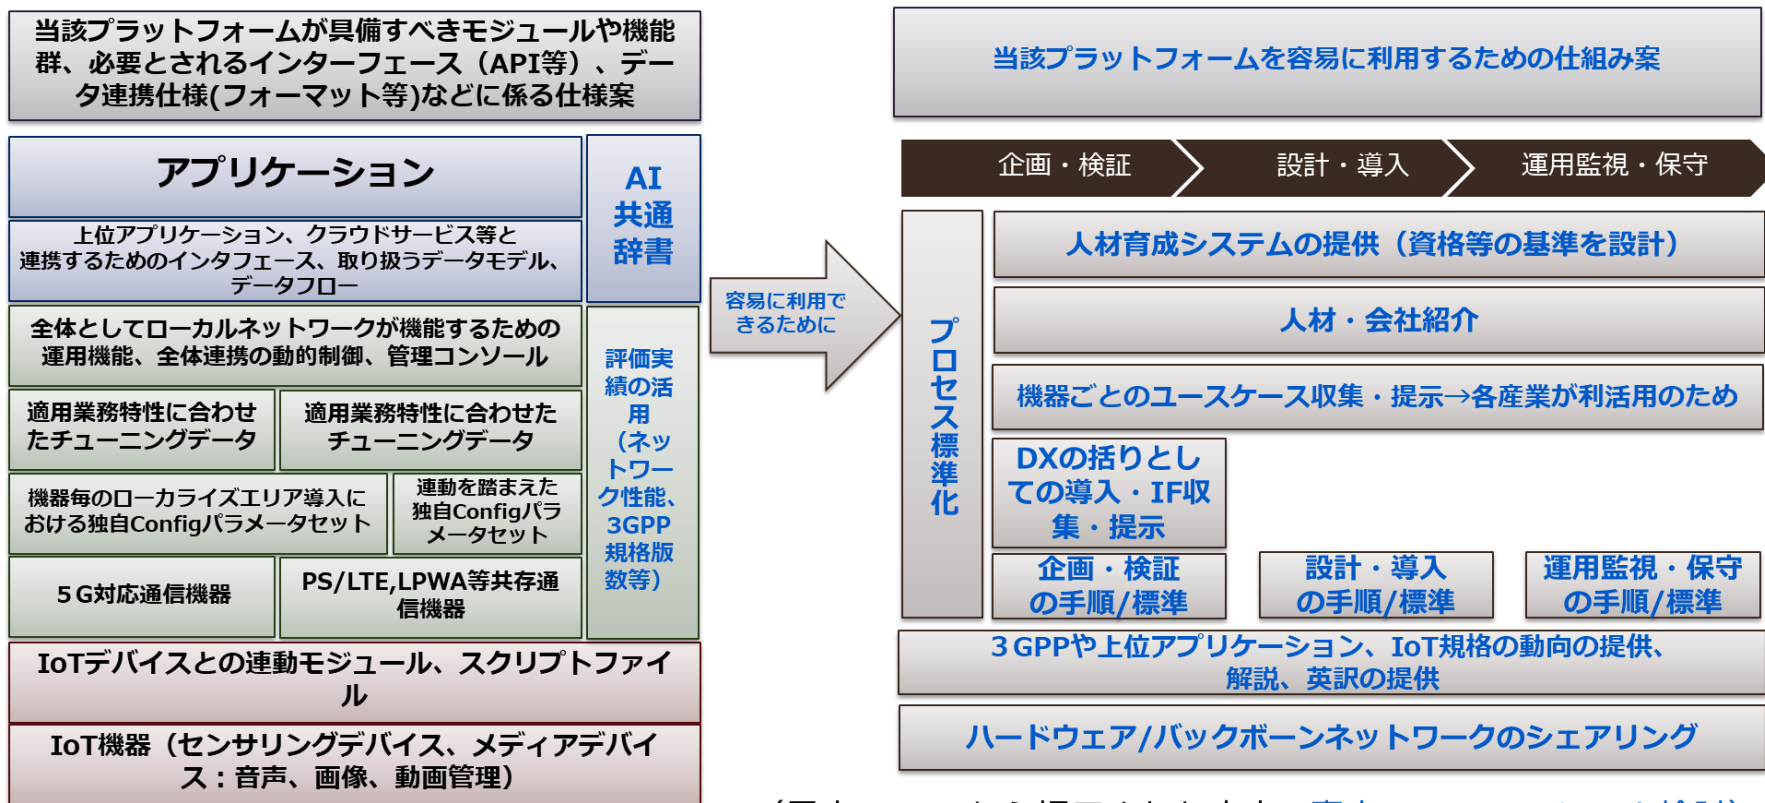 当該プラットフォームが具備すべきモジュールや機能
群、必要とされるインターフェース（API等）、デー
タ連携仕様(フォーマット等)などに係る仕様案
アプリケーション
AI
共通
辞書
上位アプリケーション、クラウドサービス等と
連携するためのインタフェース、取り扱うデータモデル、
データフロー
全体としてローカルネットワークが機能するための
運用機能、全体連携の動的制御、管理コンソール
評価実
績の活
用
（ネッ
トワー
ク性能、
3GPP
規格版
数等）
適用業務特性に合わせ
たチューニングデータ
適用業務特性に合わせた
チューニングデータ
機器毎のローカライズエリア導入に
おける独自Configパラメータセット
連動を踏まえた
独自Configパラ
メータセット
５G対応通信機器
PS/LTE,LPWA等共存通
信機器
IoTデバイスとの連動モジュール、スクリプトファイ
ル
IoT機器（センサリングデバイス、メディアデバイ
ス：音声、画像、動画管理）
容易に利用で
きるために
当該プラットフォームを容易に利用するための仕組み案
企画・検証
設計・導入
運用監視・保守
プロセス標準化
人材育成システムの提供（資格等の基準を設計）
人材・会社紹介
機器ごとのユースケース収集・提示→各産業が利活用のため
DXの括りとし
ての導入・IF収
集・提示
企画・検証
の手順/標準
設計・導入
の手順/標準
運用監視・保守
の手順/標準
３GPPや上位アプリケーション、IoT規格の動向の提供、
解説、英訳の提供
ハードウェア/バックボーンネットワークのシェアリング